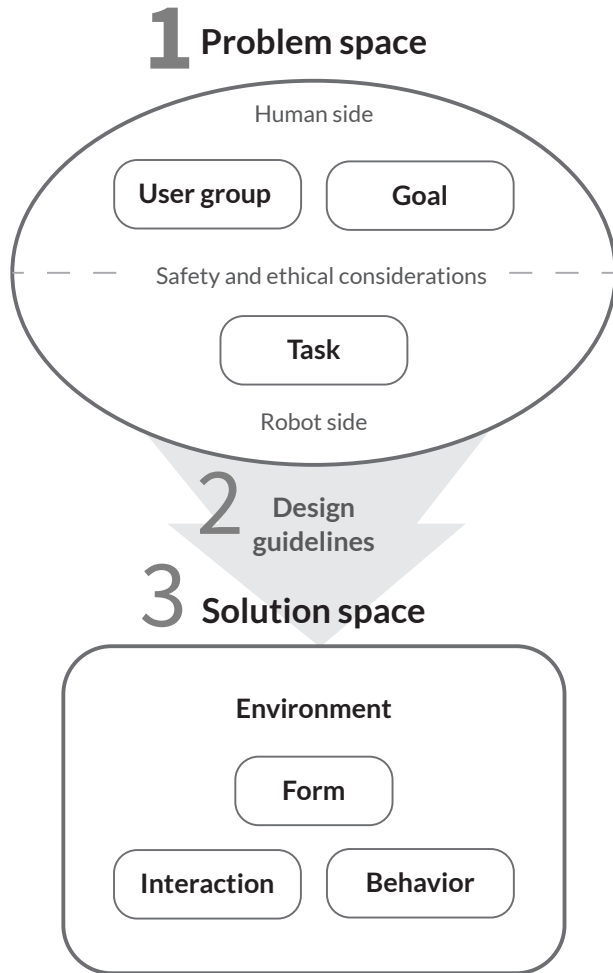 1 Problem space
Human side
User group
Goal
Safety and ethical considerations
Task
Robot side
2 Design
guidelines
3 Solution space
Environment
Form
Interaction
Behavior